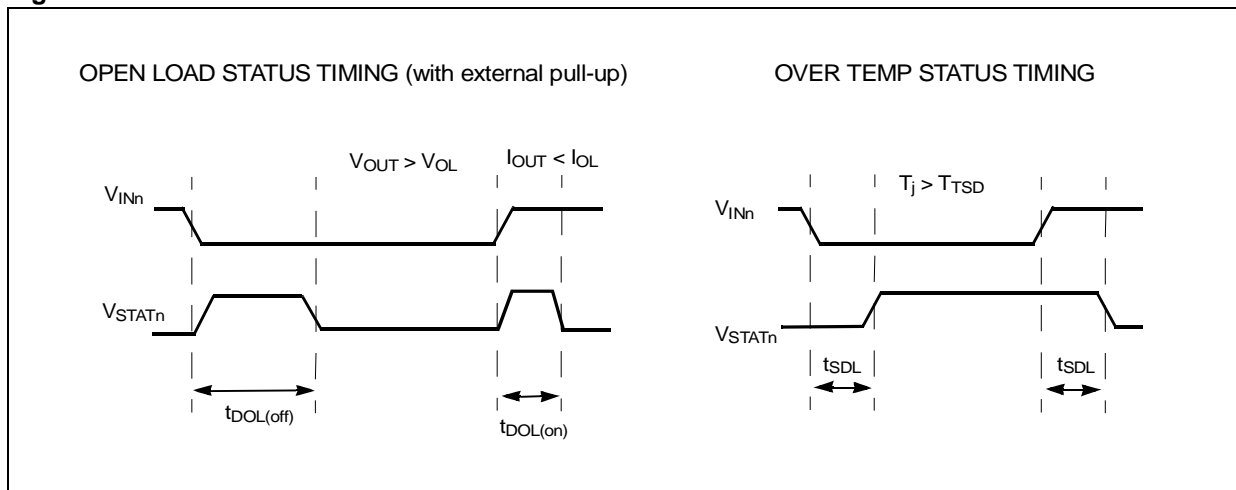 OPEN LOAD STATUS TIMING (with external pull-up)
VINn
VOUT > VOL
IOUT < IOL
VSTATn
tDOL(off)
tDOL(on)
OVER TEMP STATUS TIMING
VINn
Tj > TTSD
VSTATn
tSDL
tSDL